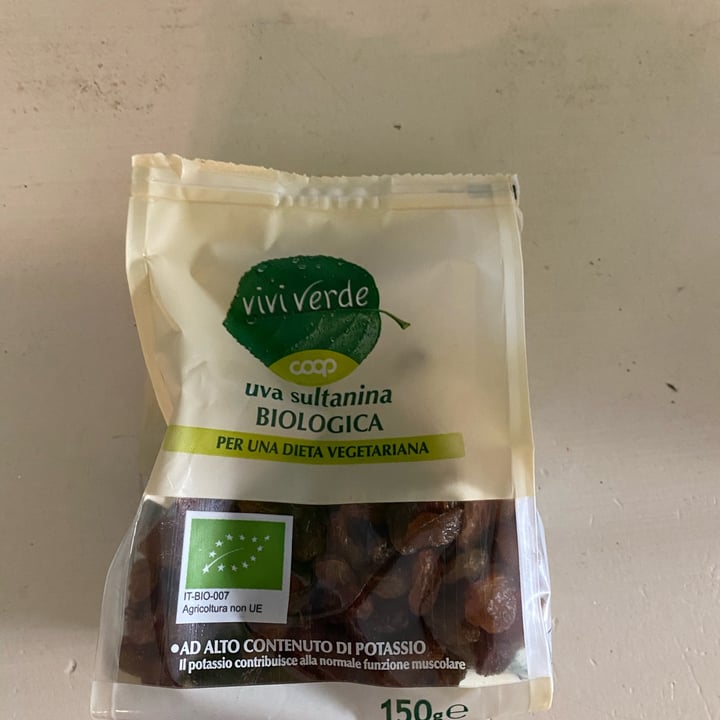 vivi verde
coop
uva sultanina
BIOLOGICA
PER UNA DIETA VEGETARIANA
IT-BIO-007
Agricoltura non UE
•AD ALTO CONTENUTO DI POTASSIO
Il potassio contribuisce alla normale funzione muscolare
150g e